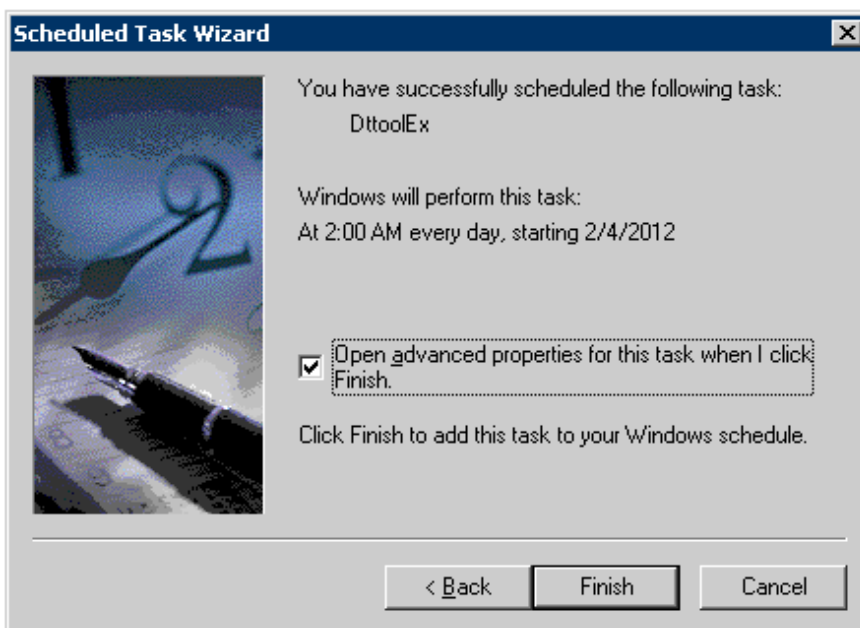 Scheduled Task Wizard
You have successfully scheduled the following task:
DttoolEx
Windows will perform this task:
At 2:00 AM every day, starting 2/4/2012
Open advanced properties for this task when I click
Finish.
Click Finish to add this task to your Windows schedule.
< Back
Finish
Cancel
2